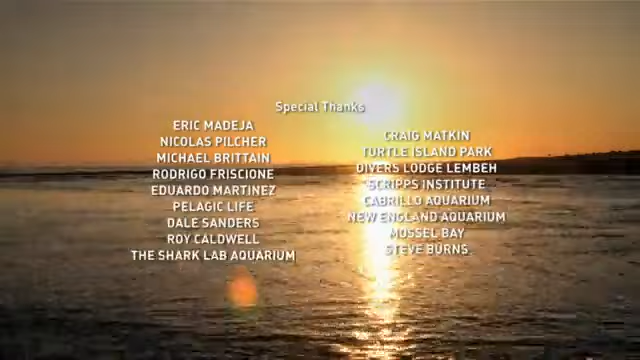 Special Thanks
ERIC MADEJA
NICOLAS PILCHER
MICHAEL BRITTAIN
RODRIGO FRISCIONE
EDUARDO MARTINEZ
PELAGIC LIFE
DALE SANDERS
ROY CALDWELL
THE SHARK LAB AQUARIUM
CRAIG MATKIN
TURTLE ISLAND PARK
DIVERS LODGE LEMBEH
SCRIPPS INSTITUTE
CABRILLO AQUARIUM
NEW ENGLAND AQUARIUM
MOSSEL BAY
STEVE BURNS